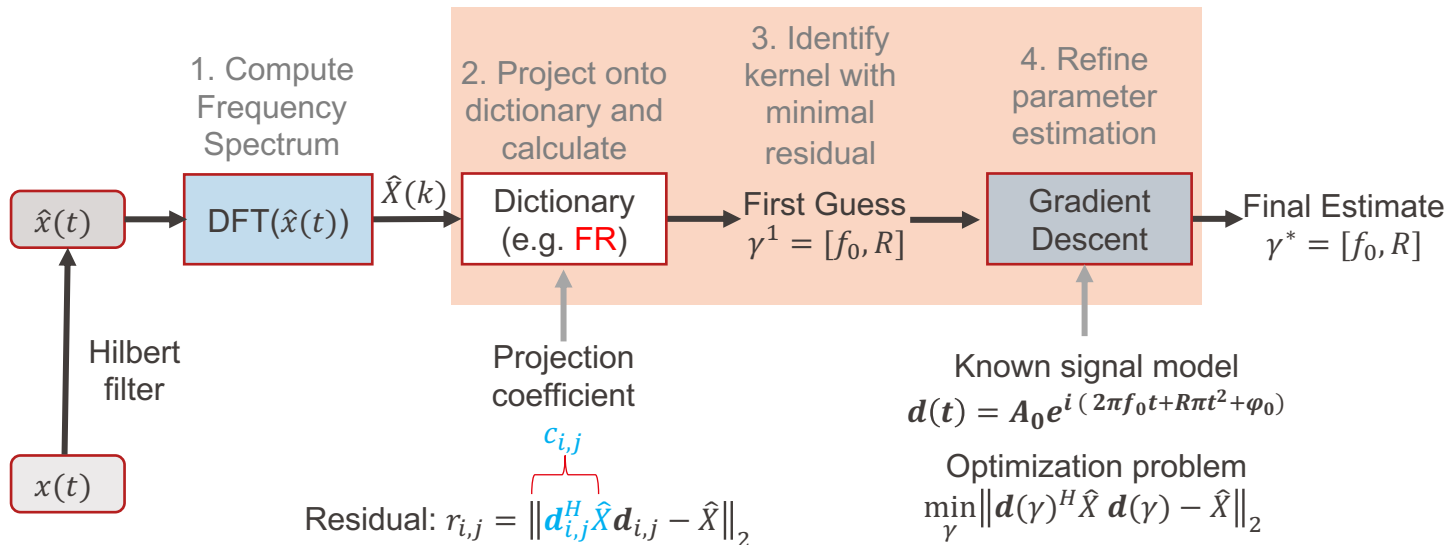 1. Compute
Frequency
Spectrum
2. Project onto
dictionary and
calculate
3. Identify
kernel with
minimal
residual
4. Refine
parameter
estimation
x̂(t)
DFT(x̂(t))
X̂(k)
Dictionary
(e.g. FR)
First Guess
γ¹ = [f₀, R]
Gradient
Descent
Final Estimate
γ* = [f₀, R]
Hilbert
filter
x(t)
Projection
coefficient
c_{i,j}
Residual: r_{i,j} = ‖d_{i,j}^H X̂ d_{i,j} − X̂‖₂
Known signal model
d(t) = A₀e^{i (2πf₀t+Rπt²+φ₀)}
Optimization problem
min_γ ‖d(γ)^H X̂ d(γ) − X̂‖₂